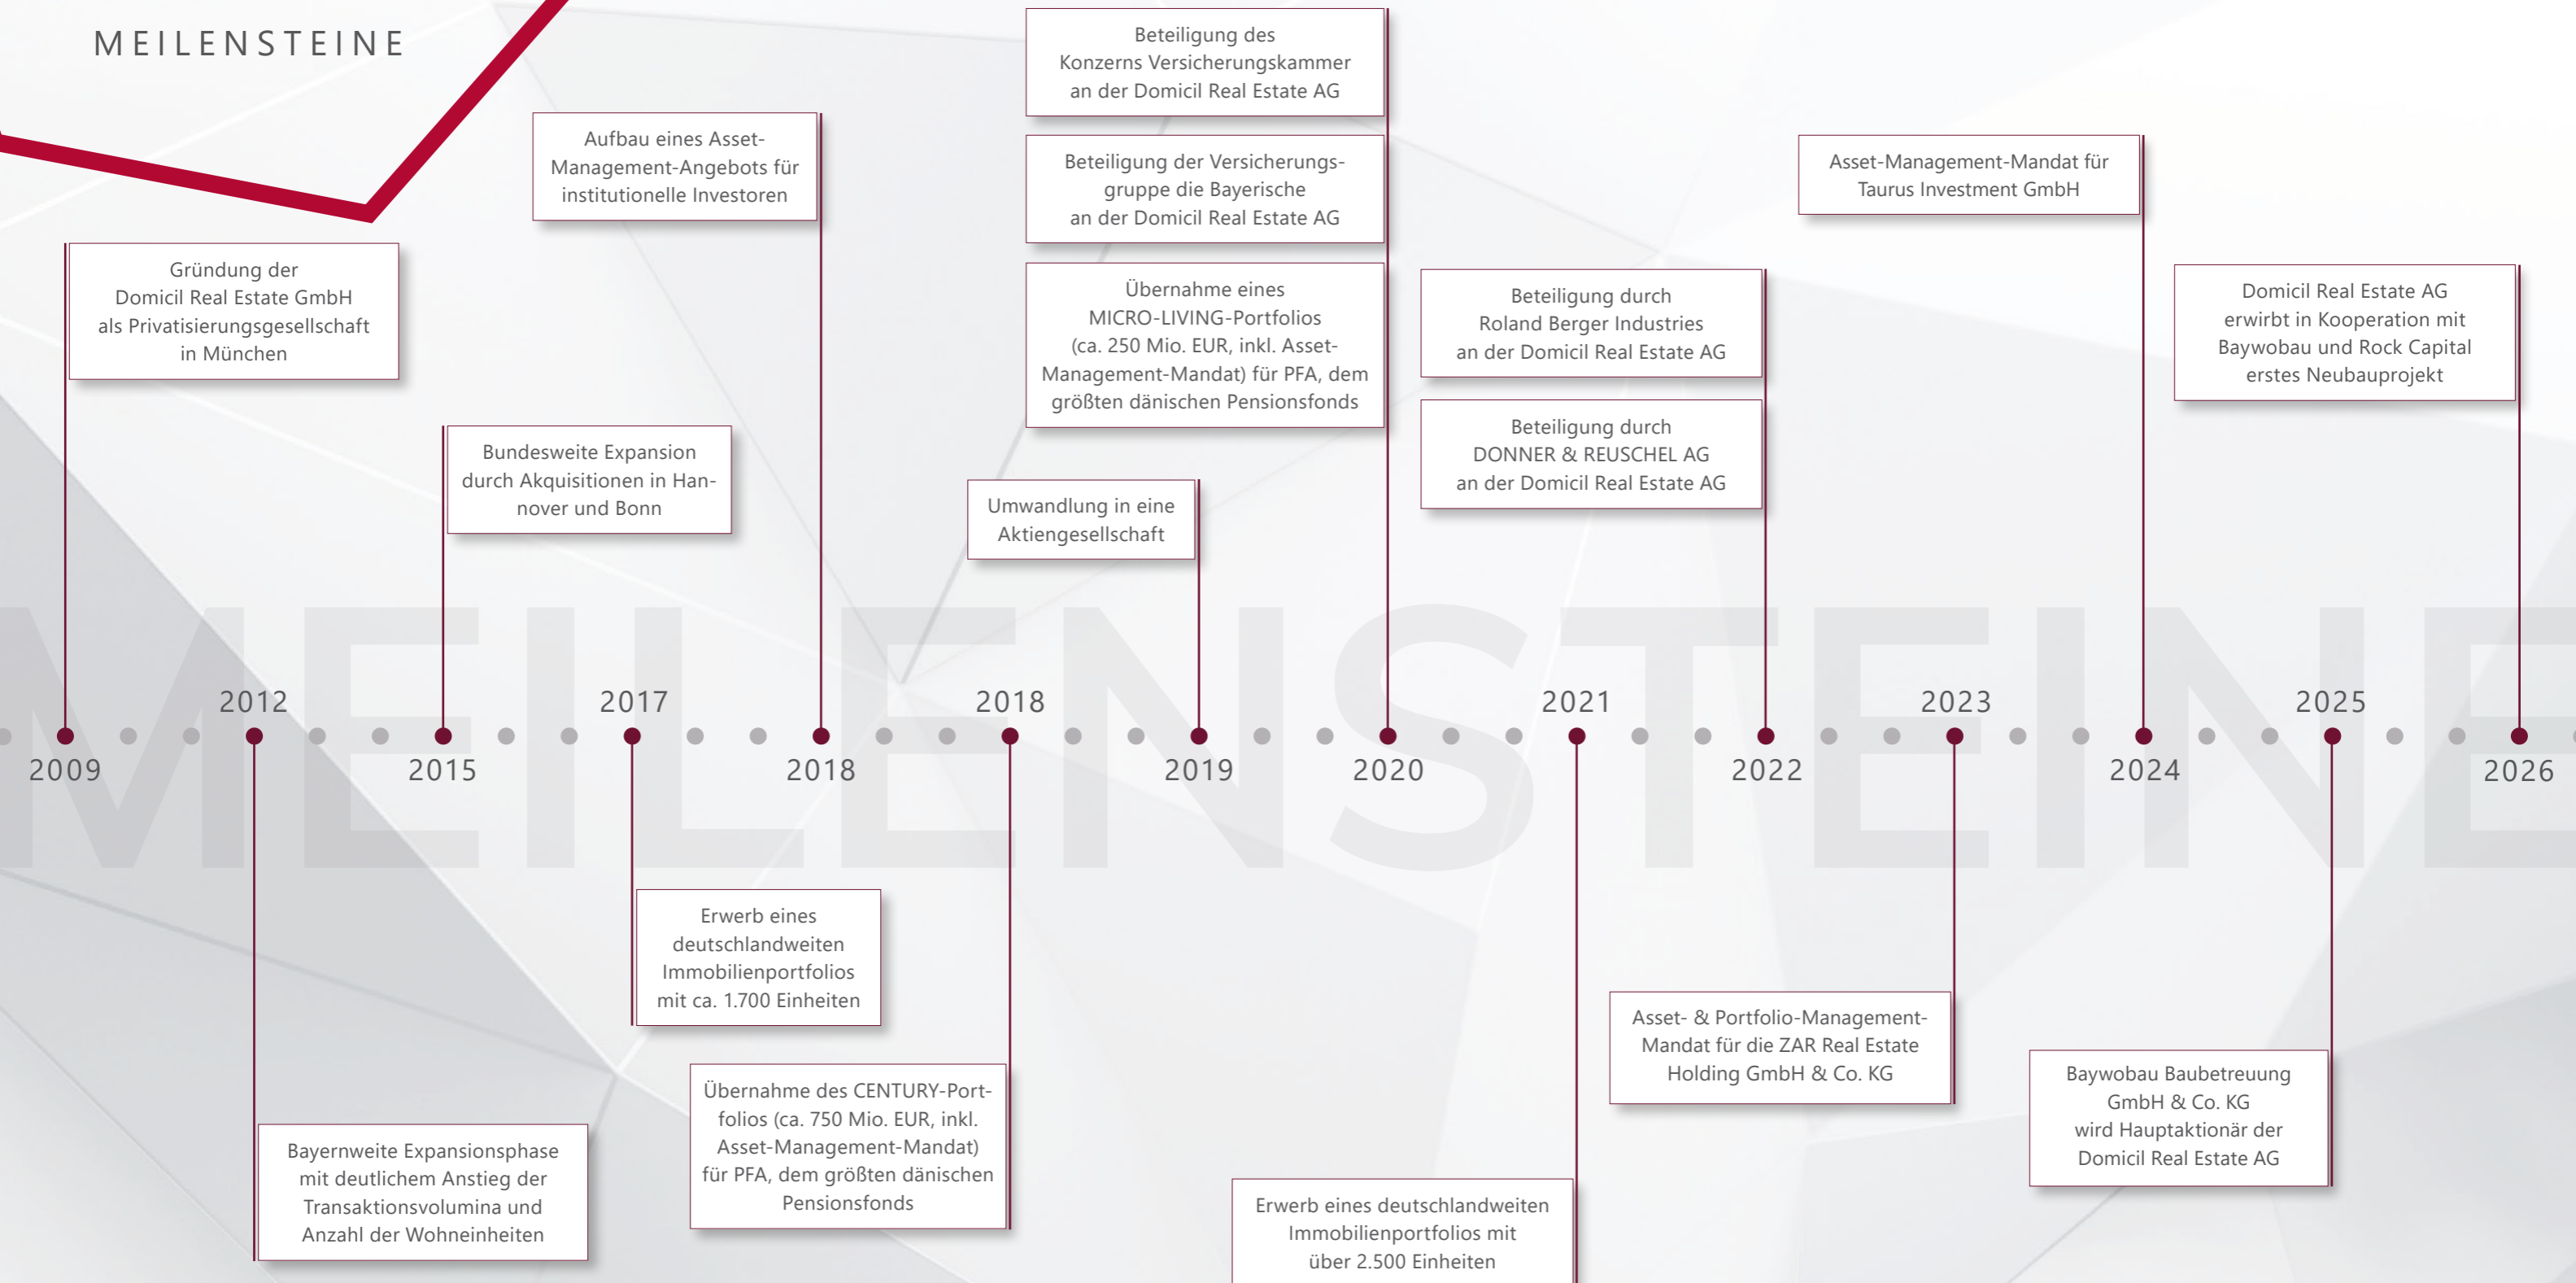 MEILENSTEINE
Gründung der
Domicil Real Estate GmbH
als Privatisierungsgesellschaft
in München
2009
2012
Bayernweite Expansionsphase
mit deutlichem Anstieg der
Transaktionsvolumina und
Anzahl der Wohneinheiten
Bundesweite Expansion
durch Akquisitionen in Han-
nover und Bonn
2015
2017
Erwerb eines
deutschlandweiten
Immobilienportfolios
mit ca. 1.700 Einheiten
Aufbau eines Asset-
Management-Angebots für
institutionelle Investoren
2018
2018
Übernahme des CENTURY-Port-
folios (ca. 750 Mio. EUR, inkl.
Asset-Management-Mandat)
für PFA, dem größten dänischen
Pensionsfonds
Umwandlung in eine
Aktiengesellschaft
2019
Beteiligung des
Konzerns Versicherungskammer
an der Domicil Real Estate AG
Beteiligung der Versicherungs-
gruppe die Bayerische
an der Domicil Real Estate AG
Übernahme eines
MICRO-LIVING-Portfolios
(ca. 250 Mio. EUR, inkl. Asset-
Management-Mandat) für PFA, dem
größten dänischen Pensionsfonds
2020
2021
Erwerb eines deutschlandweiten
Immobilienportfolios mit
über 2.500 Einheiten
Beteiligung durch
Roland Berger Industries
an der Domicil Real Estate AG
Beteiligung durch
DONNER & REUSCHEL AG
an der Domicil Real Estate AG
2022
2023
Asset- & Portfolio-Management-
Mandat für die ZAR Real Estate
Holding GmbH & Co. KG
Asset-Management-Mandat für
Taurus Investment GmbH
2024
2025
Baywobau Baubetreuung
GmbH & Co. KG
wird Hauptaktionär der
Domicil Real Estate AG
Domicil Real Estate AG
erwirbt in Kooperation mit
Baywobau und Rock Capital
erstes Neubauprojekt
2026
MEILENSTEINE